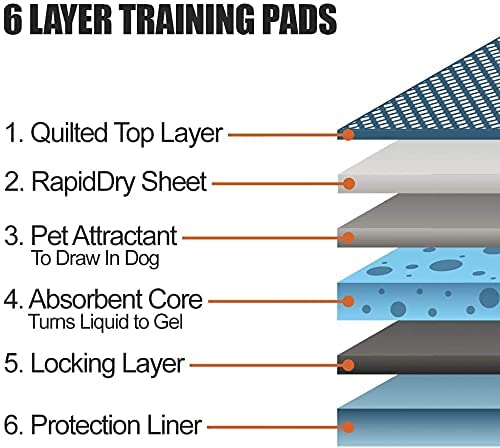 6 LAYER TRAINING PADS
1. Quilted Top Layer
2. RapidDry Sheet
3. Pet Attractant
To Draw In Dog
4. Absorbent Core
Turns Liquid to Gel
5. Locking Layer
6. Protection Liner